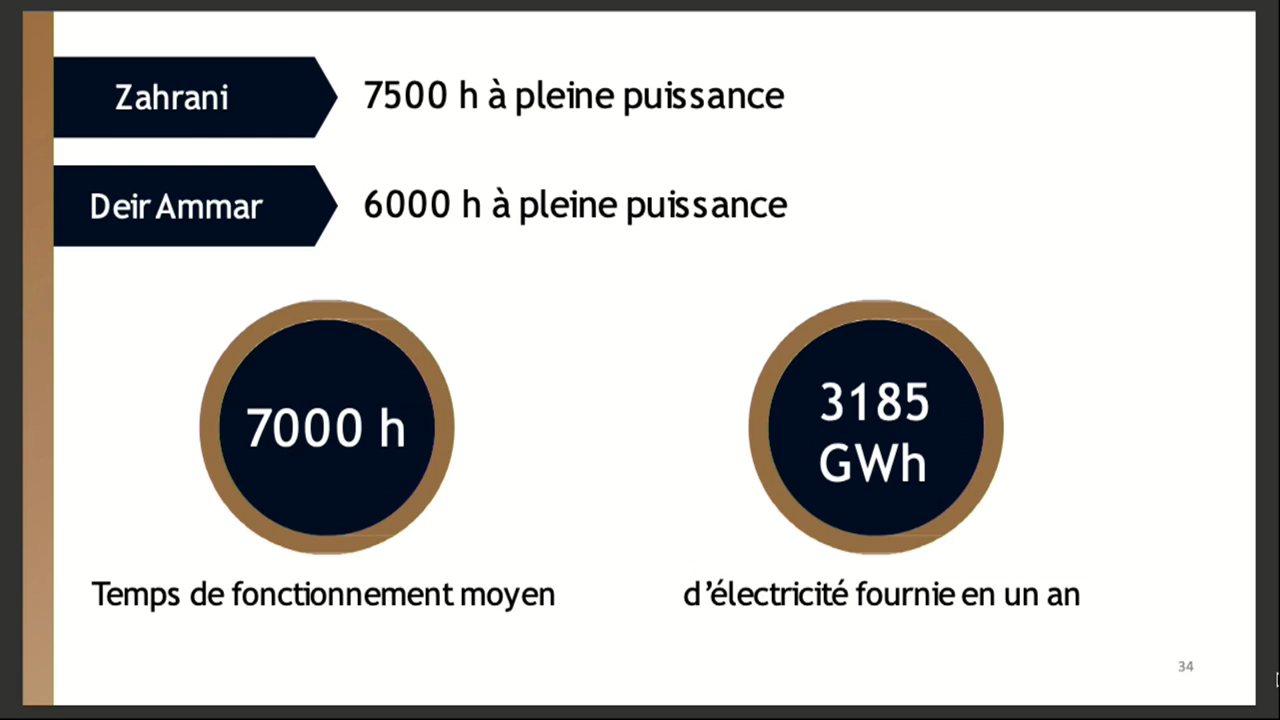 Zahrani
7500 h à pleine puissance
Deir Ammar
6000 h à pleine puissance
7000 h
3185
GWh
Temps de fonctionnement moyen
d’électricité fournie en un an
34